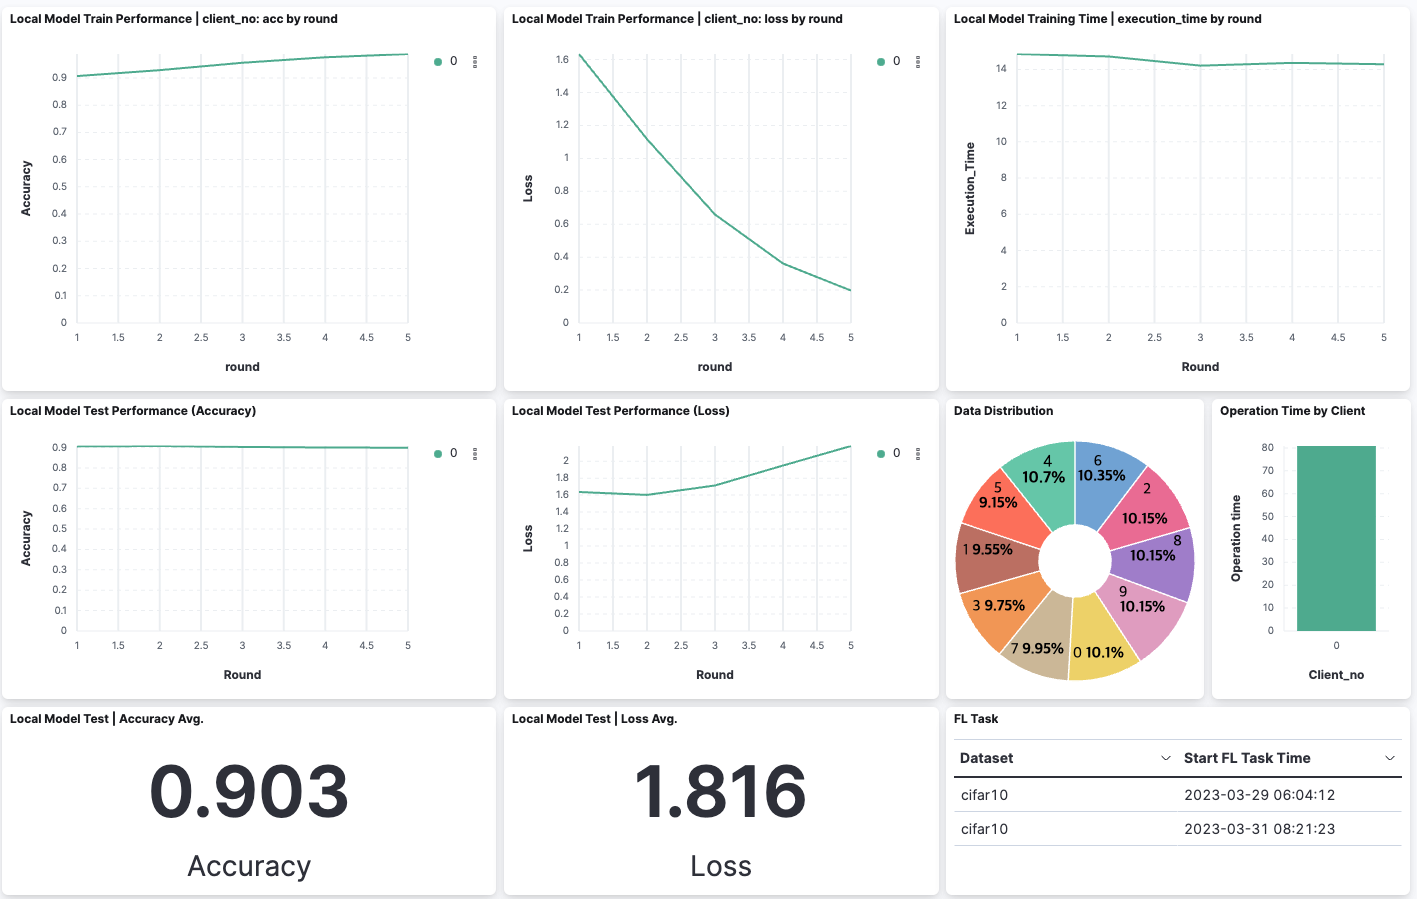 Local Model Train Performance | client_no: acc by round
0
0.9
0.8
0.7
0.6
0.5
0.4
0.3
0.2
0.1
0
Accuracy
1 1.5 2 2.5 3 3.5 4 4.5 5
round
Local Model Train Performance | client_no: loss by round
0
1.6
1.4
1.2
1
0.8
0.6
0.4
0.2
0
Loss
1 1.5 2 2.5 3 3.5 4 4.5 5
round
Local Model Training Time | execution_time by round
14
12
10
8
6
4
2
0
Execution_Time
1 1.5 2 2.5 3 3.5 4 4.5 5
Round
Local Model Test Performance (Accuracy)
0
0.9
0.8
0.7
0.6
0.5
0.4
0.3
0.2
0.1
0
Accuracy
1 1.5 2 2.5 3 3.5 4 4.5 5
Round
Local Model Test Performance (Loss)
0
2
1.8
1.6
1.4
1.2
1
0.8
0.6
0.4
0.2
0
Loss
1 1.5 2 2.5 3 3.5 4 4.5 5
Round
Data Distribution
6
10.35%
2
10.15%
8
10.15%
9
10.15%
0 10.1%
7 9.95%
3 9.75%
1 9.55%
5
9.15%
4
10.7%
Operation Time by Client
80
70
60
50
40
30
20
10
0
Operation time
0
Client_no
Local Model Test | Accuracy Avg.
0.903
Accuracy
Local Model Test | Loss Avg.
1.816
Loss
FL Task
Dataset Start FL Task Time
cifar10 2023-03-29 06:04:12
cifar10 2023-03-31 08:21:23